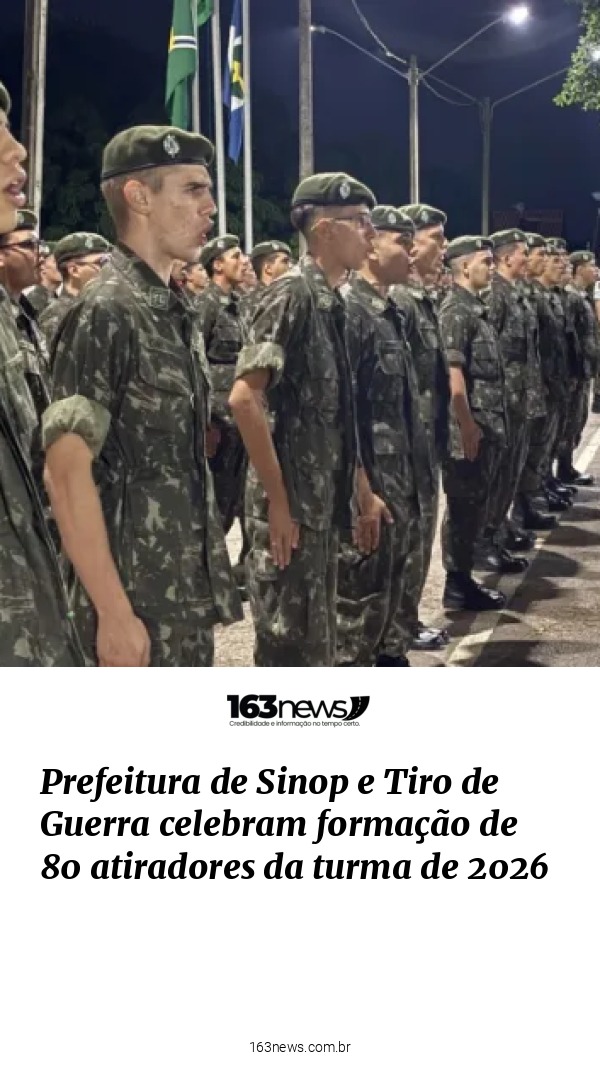 163news
Credibilidade e informação no tempo certo.
Prefeitura de Sinop e Tiro de
Guerra celebram formação de
80 atiradores da turma de 2026
163news.com.br